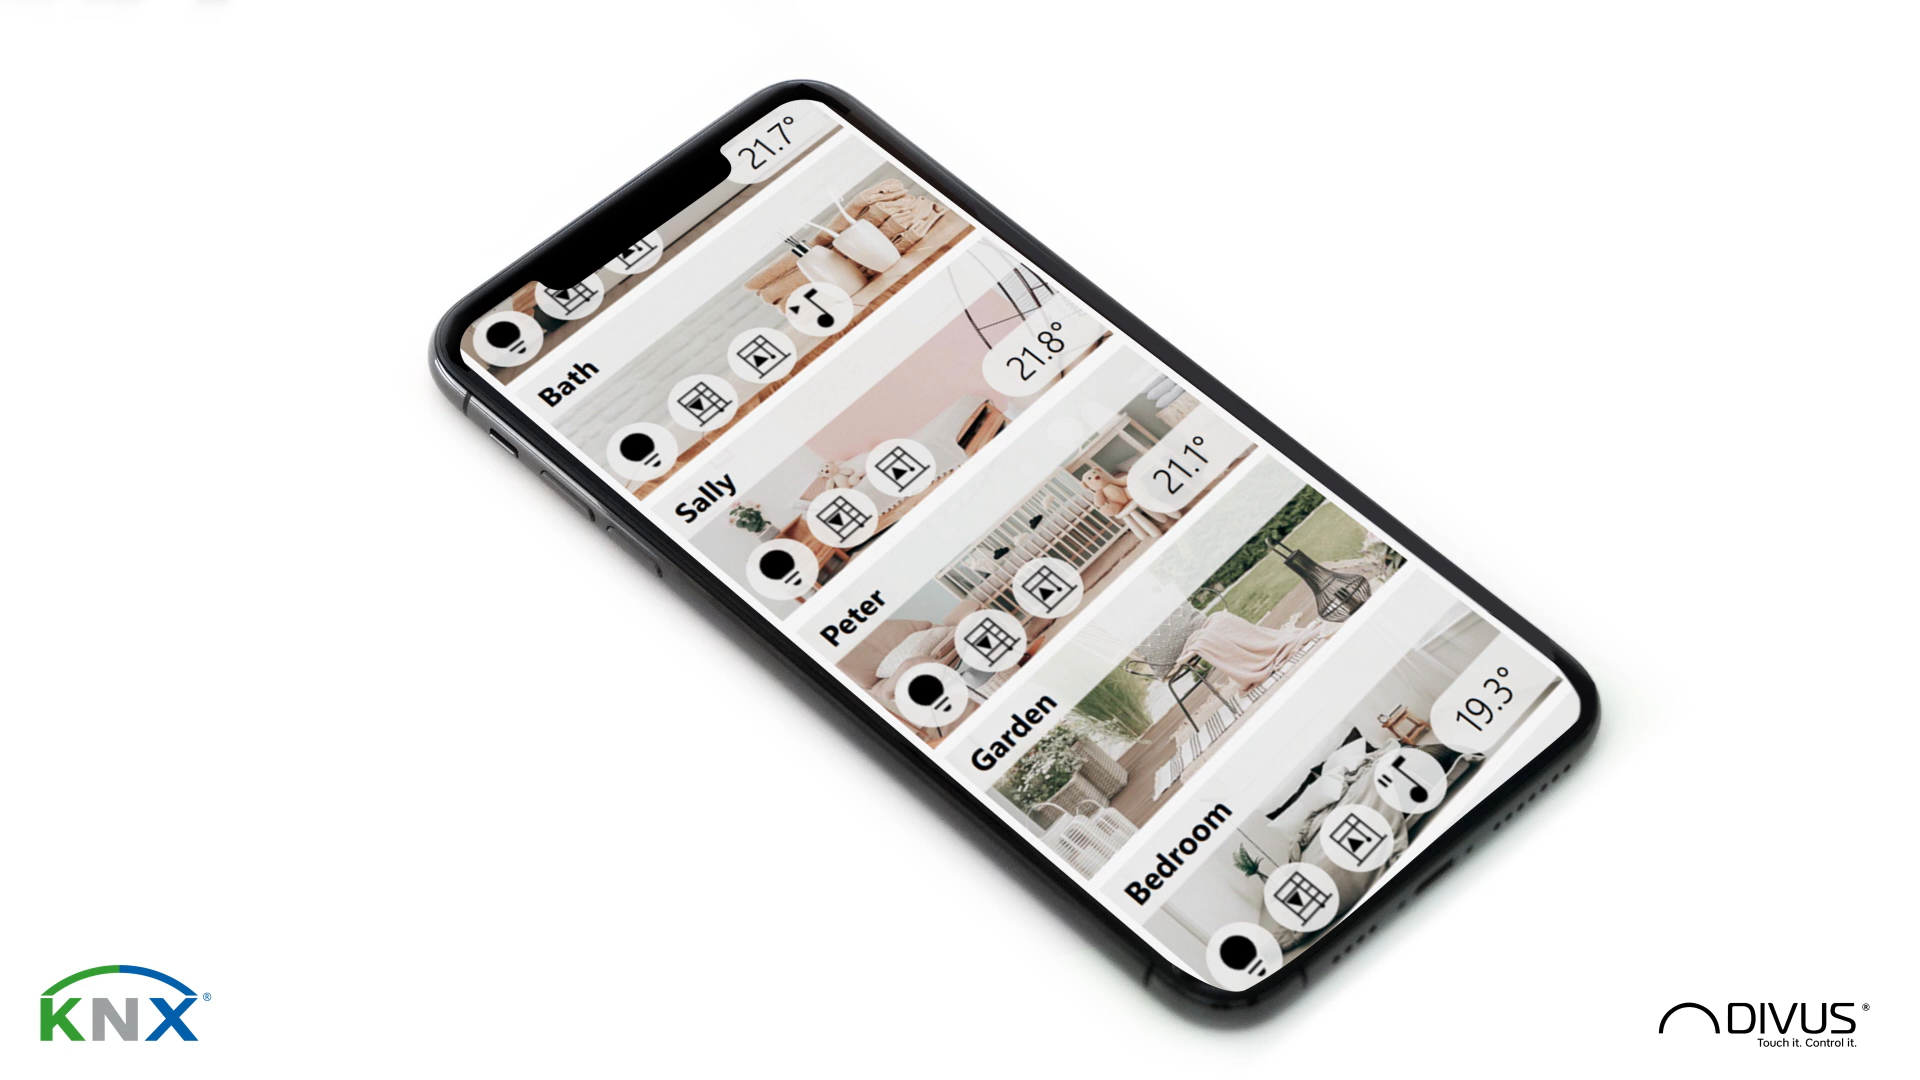 21.7°
Bath
Sally
21.8°
Peter
21.1°
Garden
Bedroom
19.3°
KNX®
DIVUS®
Touch it. Control it.